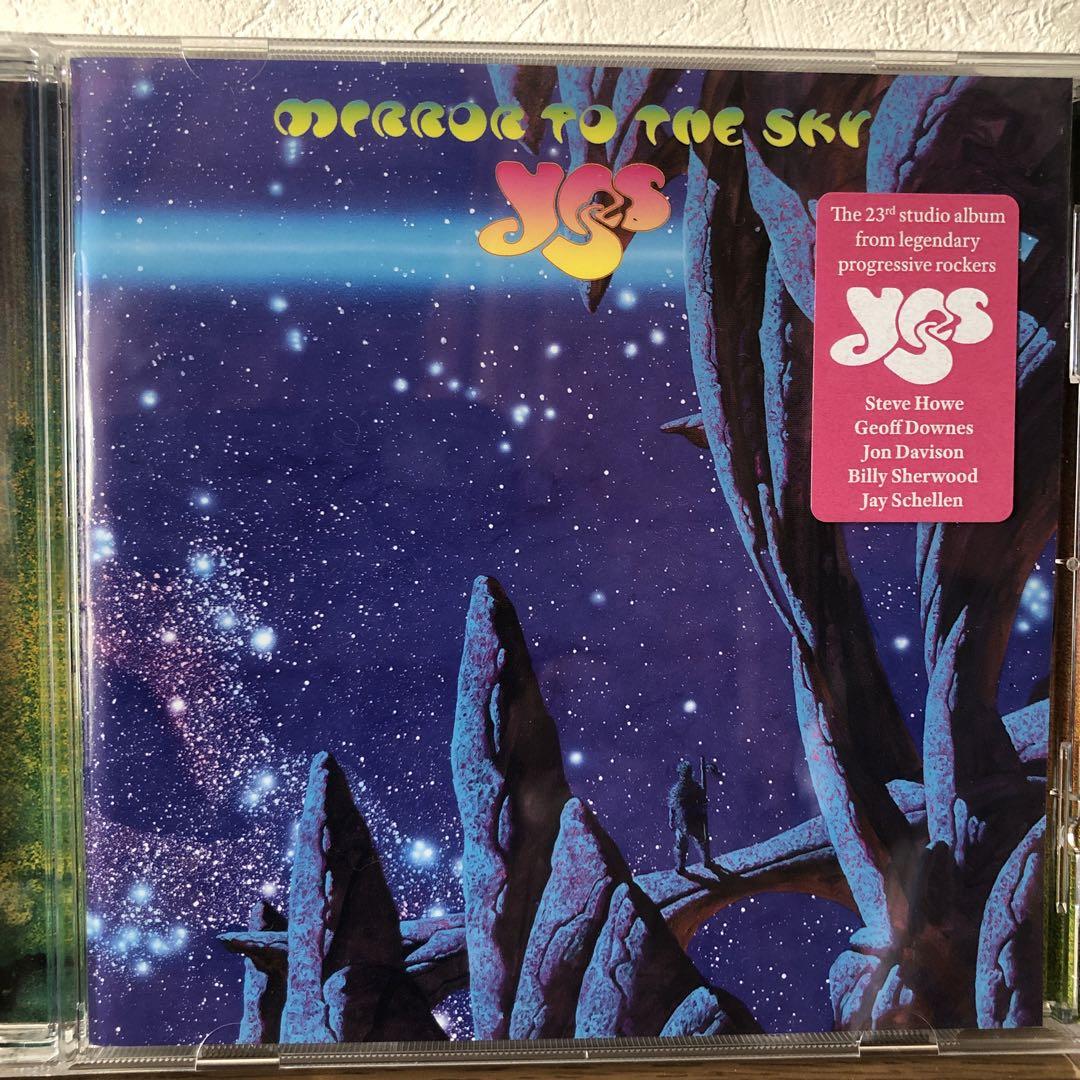 MIRROR TO THE SKY
Yes
The 23rd studio album
from legendary
progressive rockers
Yes
Steve Howe
Geoff Downes
Jon Davison
Billy Sherwood
Jay Schellen